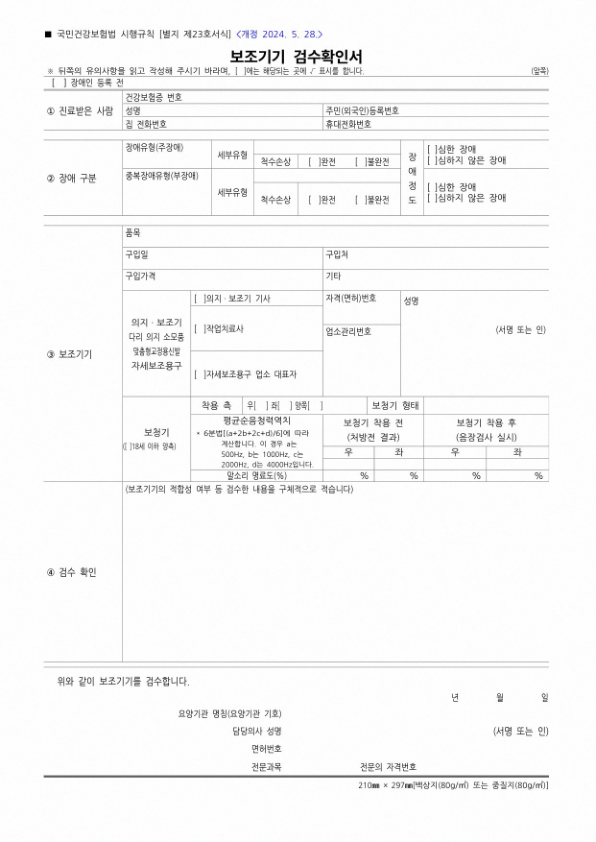 ■ 국민건강보험법 시행규칙 [별지 제23호서식] <개정 2024. 5. 28.>
보조기기 검수확인서
※ 뒤쪽의 유의사항을 읽고 작성해 주시기 바라며, [ ]에는 해당되는 곳에 √ 표시를 합니다. (앞쪽)
[ ] 장애인 등록 전
① 진료받은 사람
건강보험증 번호
성명 주민(외국인)등록번호
집 전화번호 휴대전화번호
② 장애 구분
장애유형(주장애) 세부유형
척수손상 [ ]완전 [ ]불완전
중복장애유형(부장애) 세부유형
척수손상 [ ]완전 [ ]불완전
장애정도
[ ]심한 장애
[ ]심하지 않은 장애
[ ]심한 장애
[ ]심하지 않은 장애
③ 보조기기
품목
구입일 구입처
구입가격 기타
의지ㆍ보조기
다리 의지 소모품
맞춤형교정용신발
자세보조용구
[ ]의지ㆍ보조기 기사
[ ]작업치료사
[ ]자세보조용구 업소 대표자
자격(면허)번호
업소관리번호
성명
(서명 또는 인)
보청기
([ ]18세 이하 양측)
착용 측 우[ ] 좌[ ] 양쪽[ ] 보청기 형태
평균순음청력역치
* 6분법[(a+2b+2c+d)/6]에 따라
계산합니다. 이 경우 a는
500Hz, b는 1000Hz, c는
2000Hz, d는 4000Hz입니다.
보청기 착용 전
(처방전 결과)
보청기 착용 후
(음장검사 실시)
우 좌 우 좌
말소리 명료도(%) % % % %
④ 검수 확인
(보조기기의 적합성 여부 등 검수한 내용을 구체적으로 적습니다)
위와 같이 보조기기를 검수합니다.
년 월 일
요양기관 명칭(요양기관 기호)
담당의사 성명 (서명 또는 인)
면허번호
전문과목 전문의 자격번호
210㎜ × 297㎜[백상지(80g/㎡) 또는 중질지(80g/㎡)]